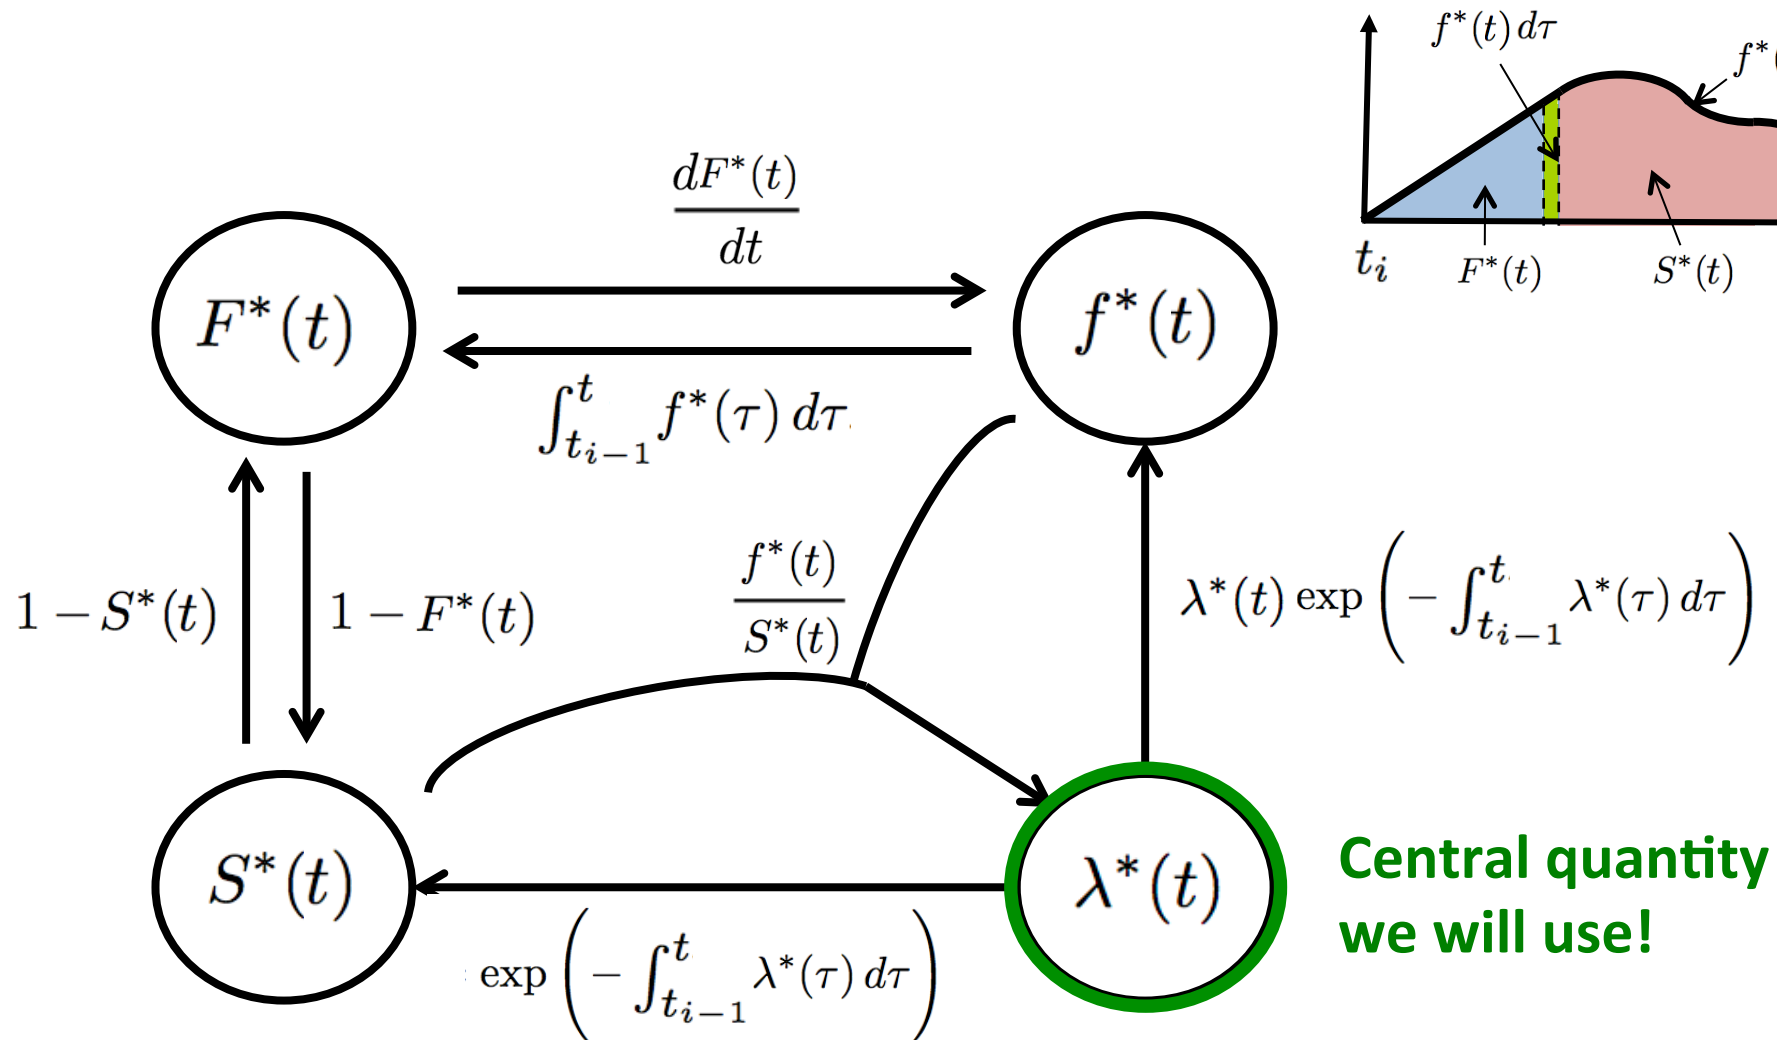 f*(t) dτ
f*(
t_i
F*(t)
S*(t)
dF*(t)
dt
F*(t)
f*(t)
∫_{t_{i-1}}^{t} f*(τ) dτ.
1 − S*(t)
1 − F*(t)
f*(t)
S*(t)
λ*(t) exp ( − ∫_{t_{i-1}}^{t} λ*(τ) dτ )
S*(t)
λ*(t)
exp ( − ∫_{t_{i-1}}^{t} λ*(τ) dτ )
Central quantity
we will use!